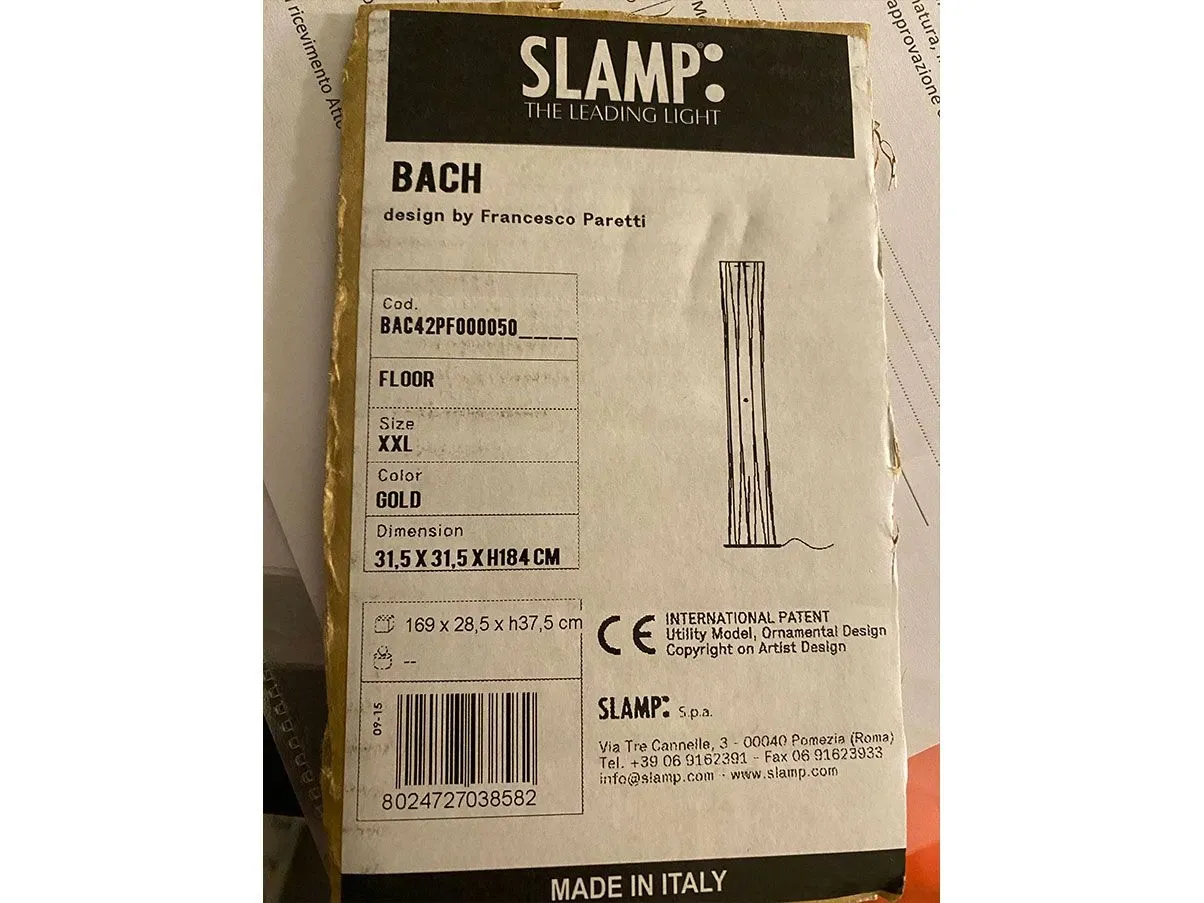 SLAMP:
THE LEADING LIGHT
BACH
design by Francesco Paretti
Cod.
BAC42PF000050____
FLOOR
Size
XXL
Color
GOLD
Dimension
31,5 X 31,5 X H184 CM
169 x 28,5 x h37,5 cm
--
09-15
8024727038582
CE
INTERNATIONAL PATENT
Utility Model, Ornamental Design
Copyright on Artist Design
SLAMP: S.p.a.
Via Tre Cannelle, 3 - 00040 Pomezia (Roma)
Tel. +39 06 9162391 - Fax 06 91623933
info@slamp.com - www.slamp.com
MADE IN ITALY
ricevimento
approvazione